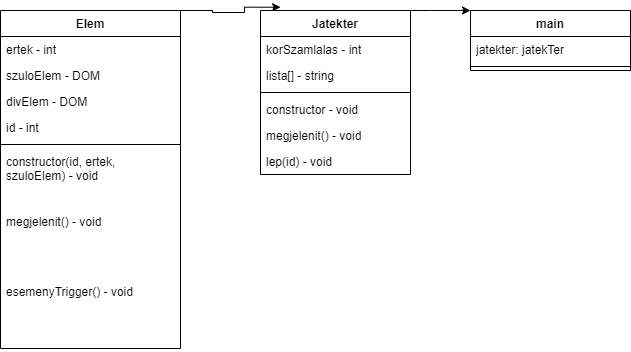 Elem
ertek - int
szuloElem - DOM
divElem - DOM
id - int
constructor(id, ertek,
szuloElem) - void
megjelenit() - void
esemenyTrigger() - void
Jatekter
korSzamlalas - int
lista[] - string
constructor - void
megjelenit() - void
lep(id) - void
main
jatekter: jatekTer